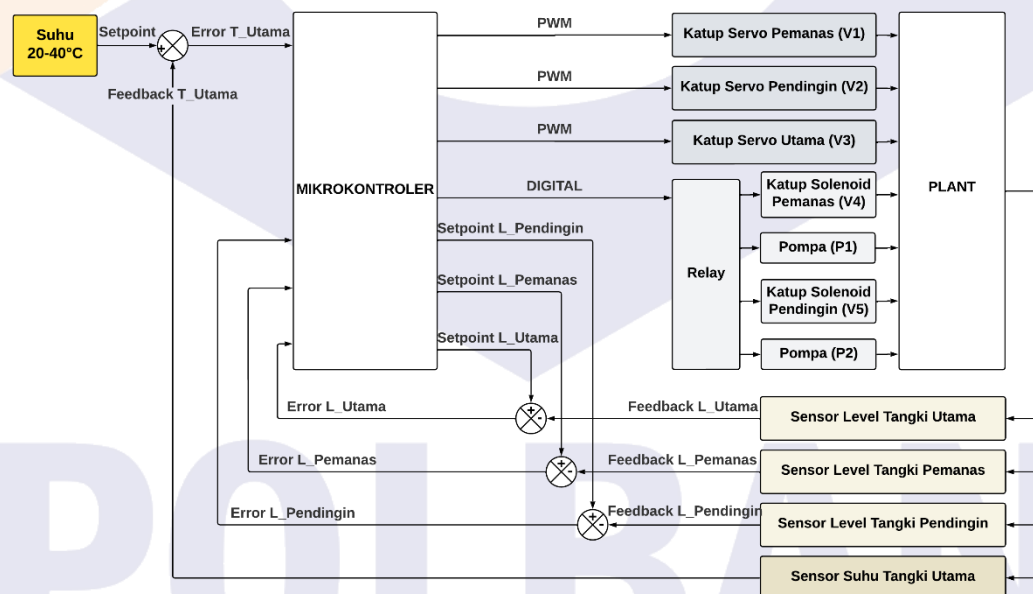 Suhu
20-40°C
Setpoint
+
Error T_Utama
Feedback T_Utama
MIKROKONTROLER
PWM
PWM
PWM
DIGITAL
Setpoint L_Pendingin
Setpoint L_Pemanas
Setpoint L_Utama
Katup Servo Pemanas (V1)
Katup Servo Pendingin (V2)
Katup Servo Utama (V3)
Relay
Katup Solenoid
Pemanas (V4)
Pompa (P1)
Katup Solenoid
Pendingin (V5)
Pompa (P2)
PLANT
Error L_Utama
+
-
Feedback L_Utama
Sensor Level Tangki Utama
Error L_Pemanas
+
-
Feedback L_Pemanas
Sensor Level Tangki Pemanas
Error L_Pendingin
+
-
Feedback L_Pendingin
Sensor Level Tangki Pendingin
Sensor Suhu Tangki Utama
POLBAN